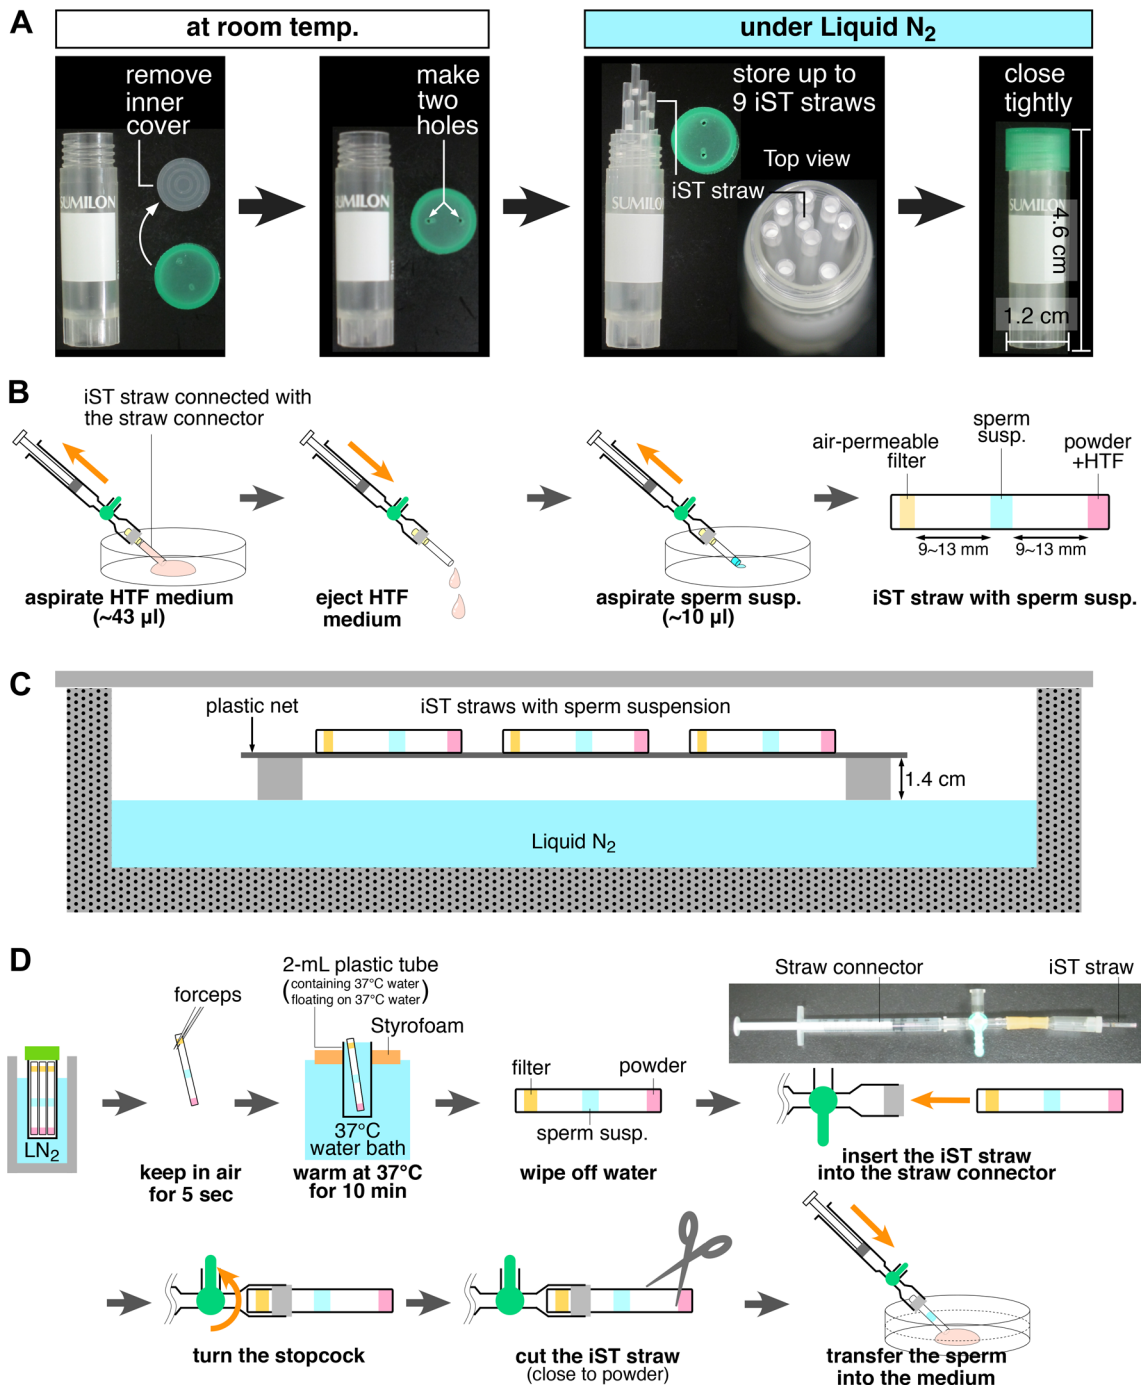 A
at room temp.
under Liquid N2
remove
inner
cover
SUMILON
make
two
holes
SUMILON
store up to
9 iST straws
Top view
iST straw
SUMILON
close
tightly
SUMILON
4.6 cm
1.2 cm
B
iST straw connected with
the straw connector
aspirate HTF medium
(~43 µl)
eject HTF
medium
aspirate sperm susp.
(~10 µl)
air-permeable
filter
sperm
susp.
powder
+HTF
9~13 mm
9~13 mm
iST straw with sperm susp.
C
plastic net
iST straws with sperm suspension
1.4 cm
Liquid N2
D
LN2
forceps
keep in air
for 5 sec
2-mL plastic tube
(containing 37°C water
floating on 37°C water)
Styrofoam
37°C
water bath
warm at 37°C
for 10 min
filter
powder
sperm susp.
wipe off water
Straw connector
iST straw
insert the iST straw
into the straw connector
turn the stopcock
cut the iST straw
(close to powder)
transfer the sperm
into the medium